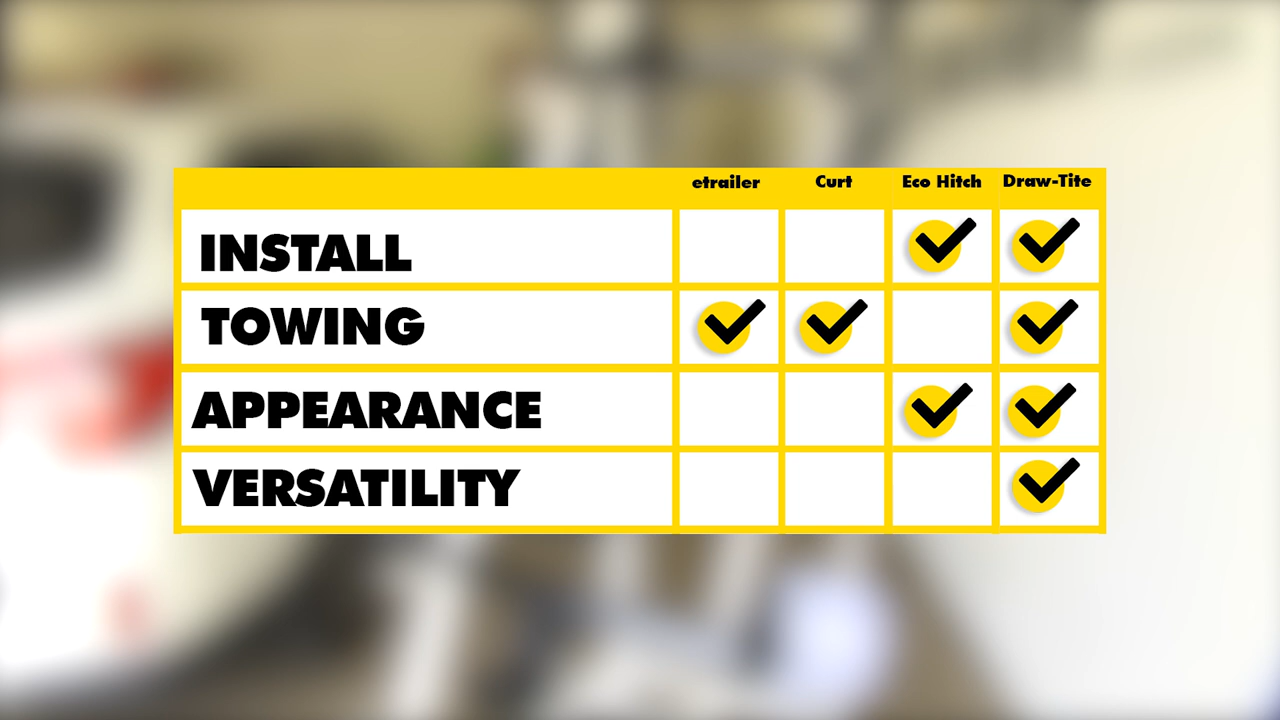 etrailer Curt Eco Hitch Draw-Tite
INSTALL
TOWING
APPEARANCE
VERSATILITY